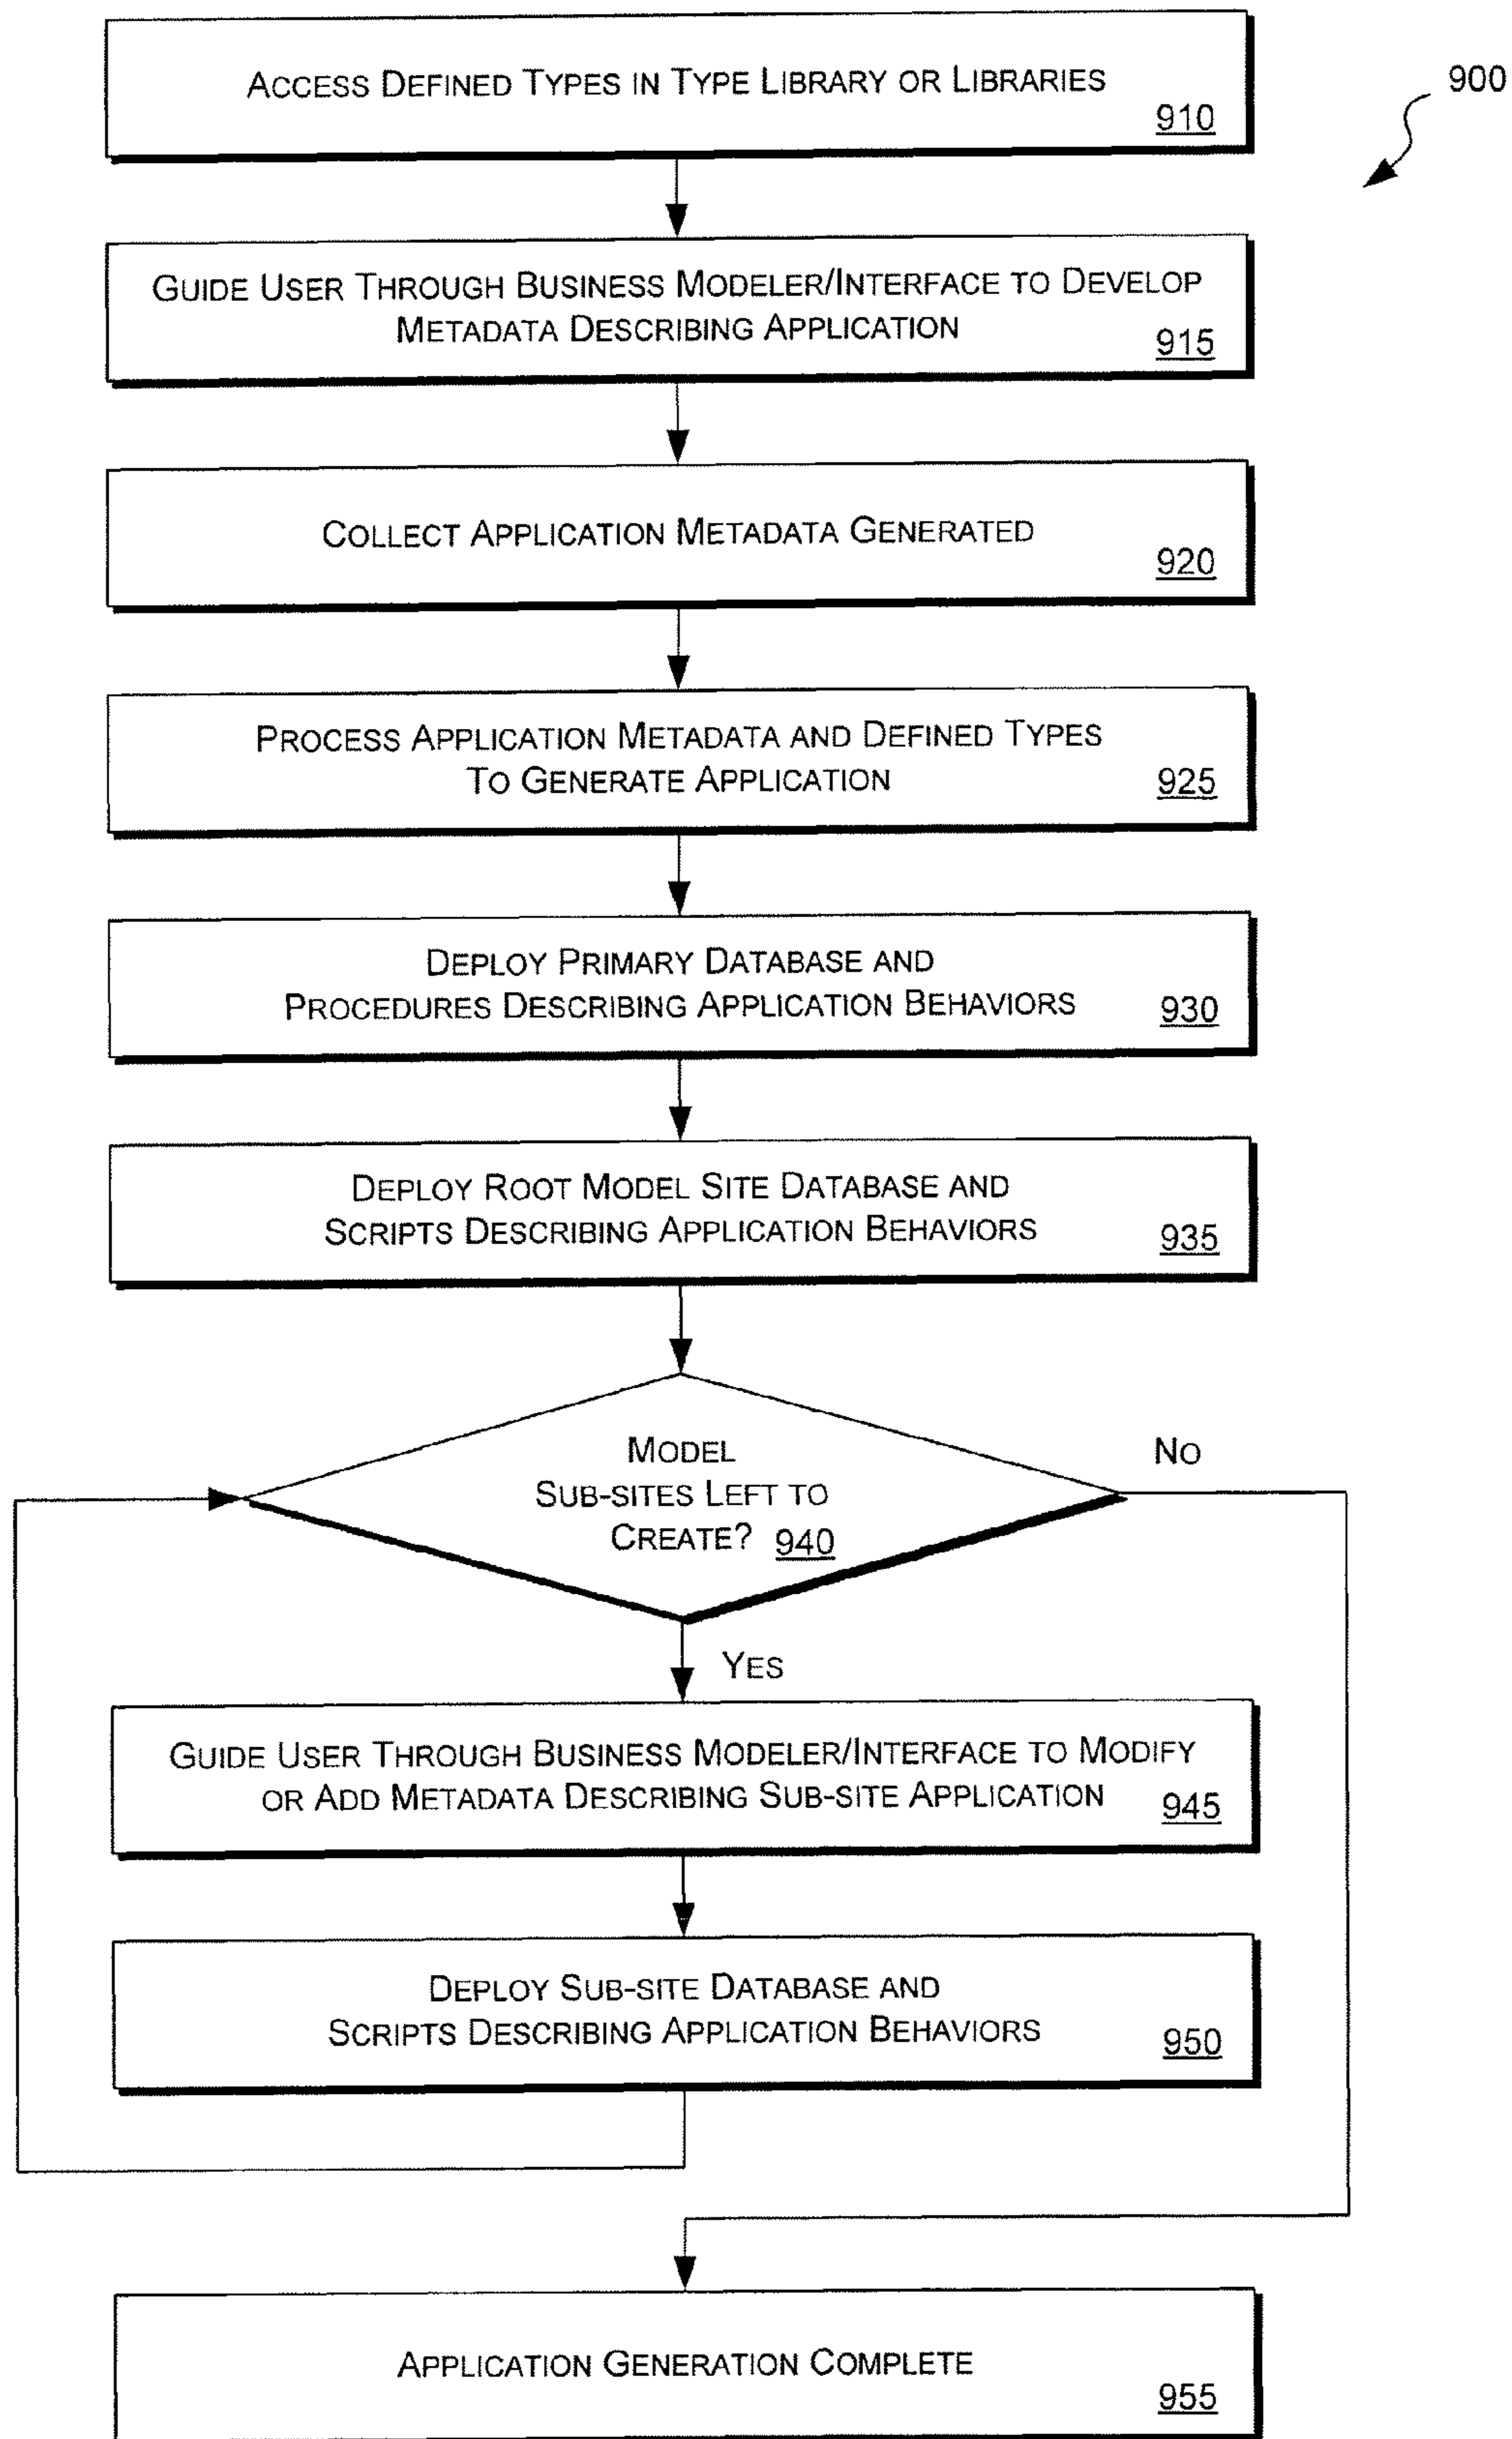 ACCESS DEFINED TYPES IN TYPE LIBRARY OR LIBRARIES
910
900
GUIDE USER THROUGH BUSINESS MODELER/INTERFACE TO DEVELOP
METADATA DESCRIBING APPLICATION
915
COLLECT APPLICATION METADATA GENERATED
920
PROCESS APPLICATION METADATA AND DEFINED TYPES
TO GENERATE APPLICATION
925
DEPLOY PRIMARY DATABASE AND
PROCEDURES DESCRIBING APPLICATION BEHAVIORS
930
DEPLOY ROOT MODEL SITE DATABASE AND
SCRIPTS DESCRIBING APPLICATION BEHAVIORS
935
MODEL
SUB-SITES LEFT TO
CREATE? 940
NO
YES
GUIDE USER THROUGH BUSINESS MODELER/INTERFACE TO MODIFY
OR ADD METADATA DESCRIBING SUB-SITE APPLICATION
945
DEPLOY SUB-SITE DATABASE AND
SCRIPTS DESCRIBING APPLICATION BEHAVIORS
950
APPLICATION GENERATION COMPLETE
955